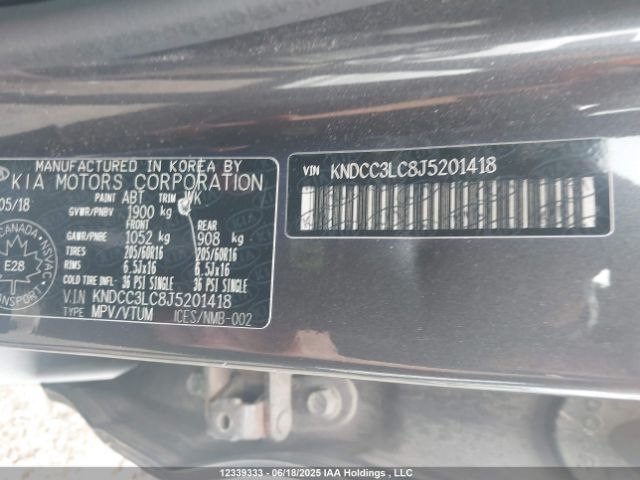 MANUFACTURED IN KOREA BY
KIA MOTORS CORPORATION
05/18
PAINT ABT TRIM WK
GVWR/PNBV 1900 kg
FRONT REAR
GAWR/PNBE 1052 kg 908 kg
TIRES 205/60R16 205/60R16
RIMS 6.5Jx16 6.5Jx16
COLD TIRE INFL. 36 PSI SINGLE 36 PSI SINGLE
V.I.N KNDCC3LC8J5201418
TYPE MPV/VTUM ICES/NMB-002
CANADA
NSVAC
E28
TRANSPORT
VIN KNDCC3LC8J5201418
12339333 - 06/18/2025 IAA Holdings , LLC